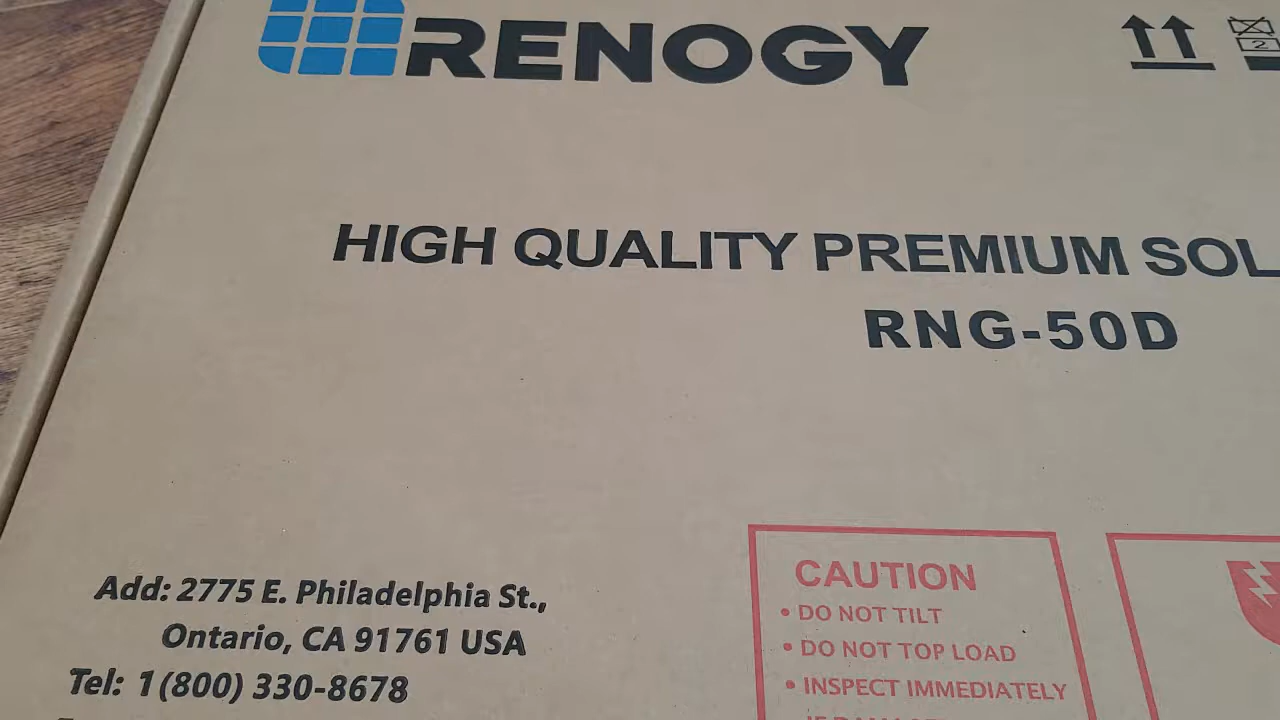 RENOGY
2
HIGH QUALITY PREMIUM
RNG-50D
Add: 2775 E. Philadelphia St.,
Ontario, CA 91761 USA
Tel: 1(800) 330-8678
CAUTION
• DO NOT TILT
• DO NOT TOP LOAD
• INSPECT IMMEDIATELY